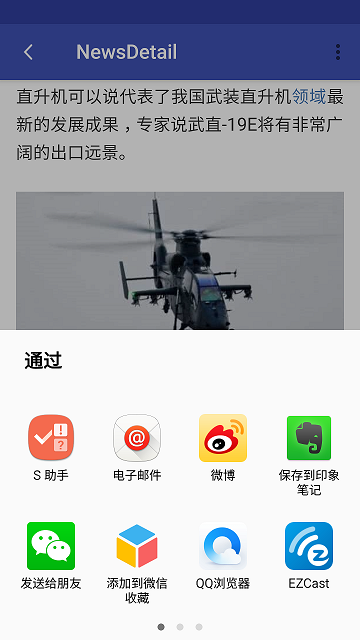 NewsDetail
直升机可以说代表了我国武装直升机领域最
新的发展成果，专家说武直-19E将有非常广
阔的出口远景。
通过
S 助手
电子邮件
微博
保存到印象
笔记
发送给朋友
添加到微信
收藏
QQ浏览器
EZCast